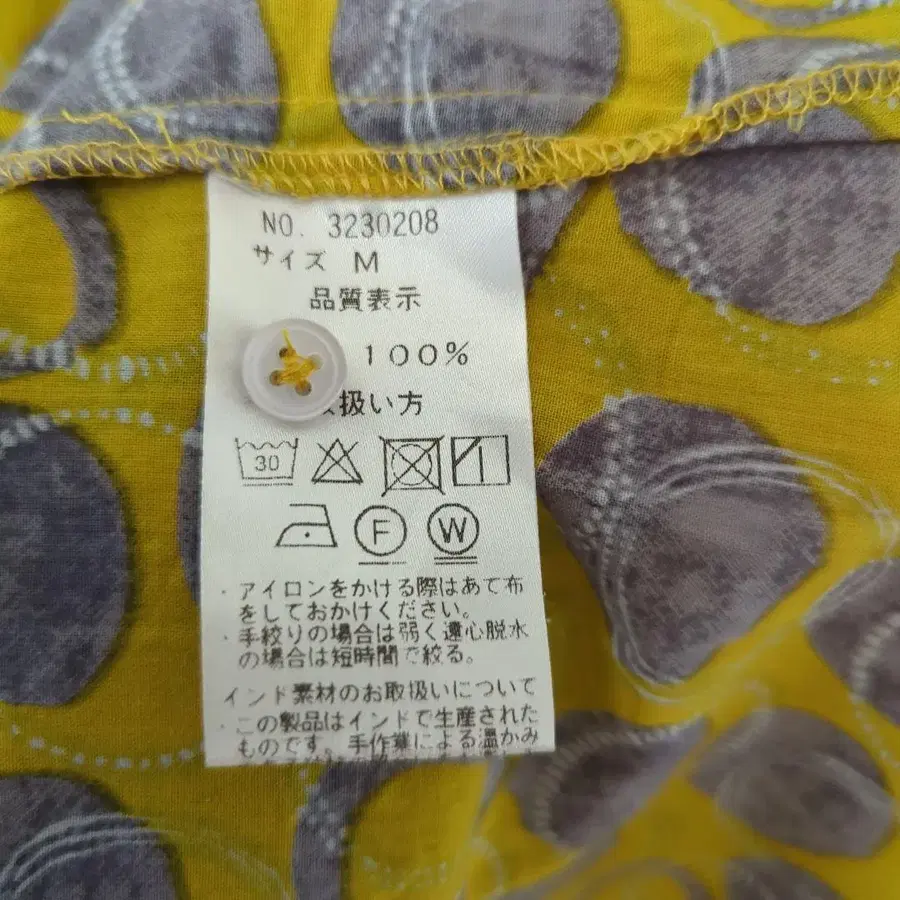 NO. 3230208
サイズ M
品質表示
100%
扱い方
30
F W
・アイロンをかける際はあて布
をしておかけください。
・手絞りの場合は弱く遠心脱水
の場合は短時間で絞る。
インド素材のお取扱いについて
・この製品はインドで生産された
ものです。手作業による温かみ